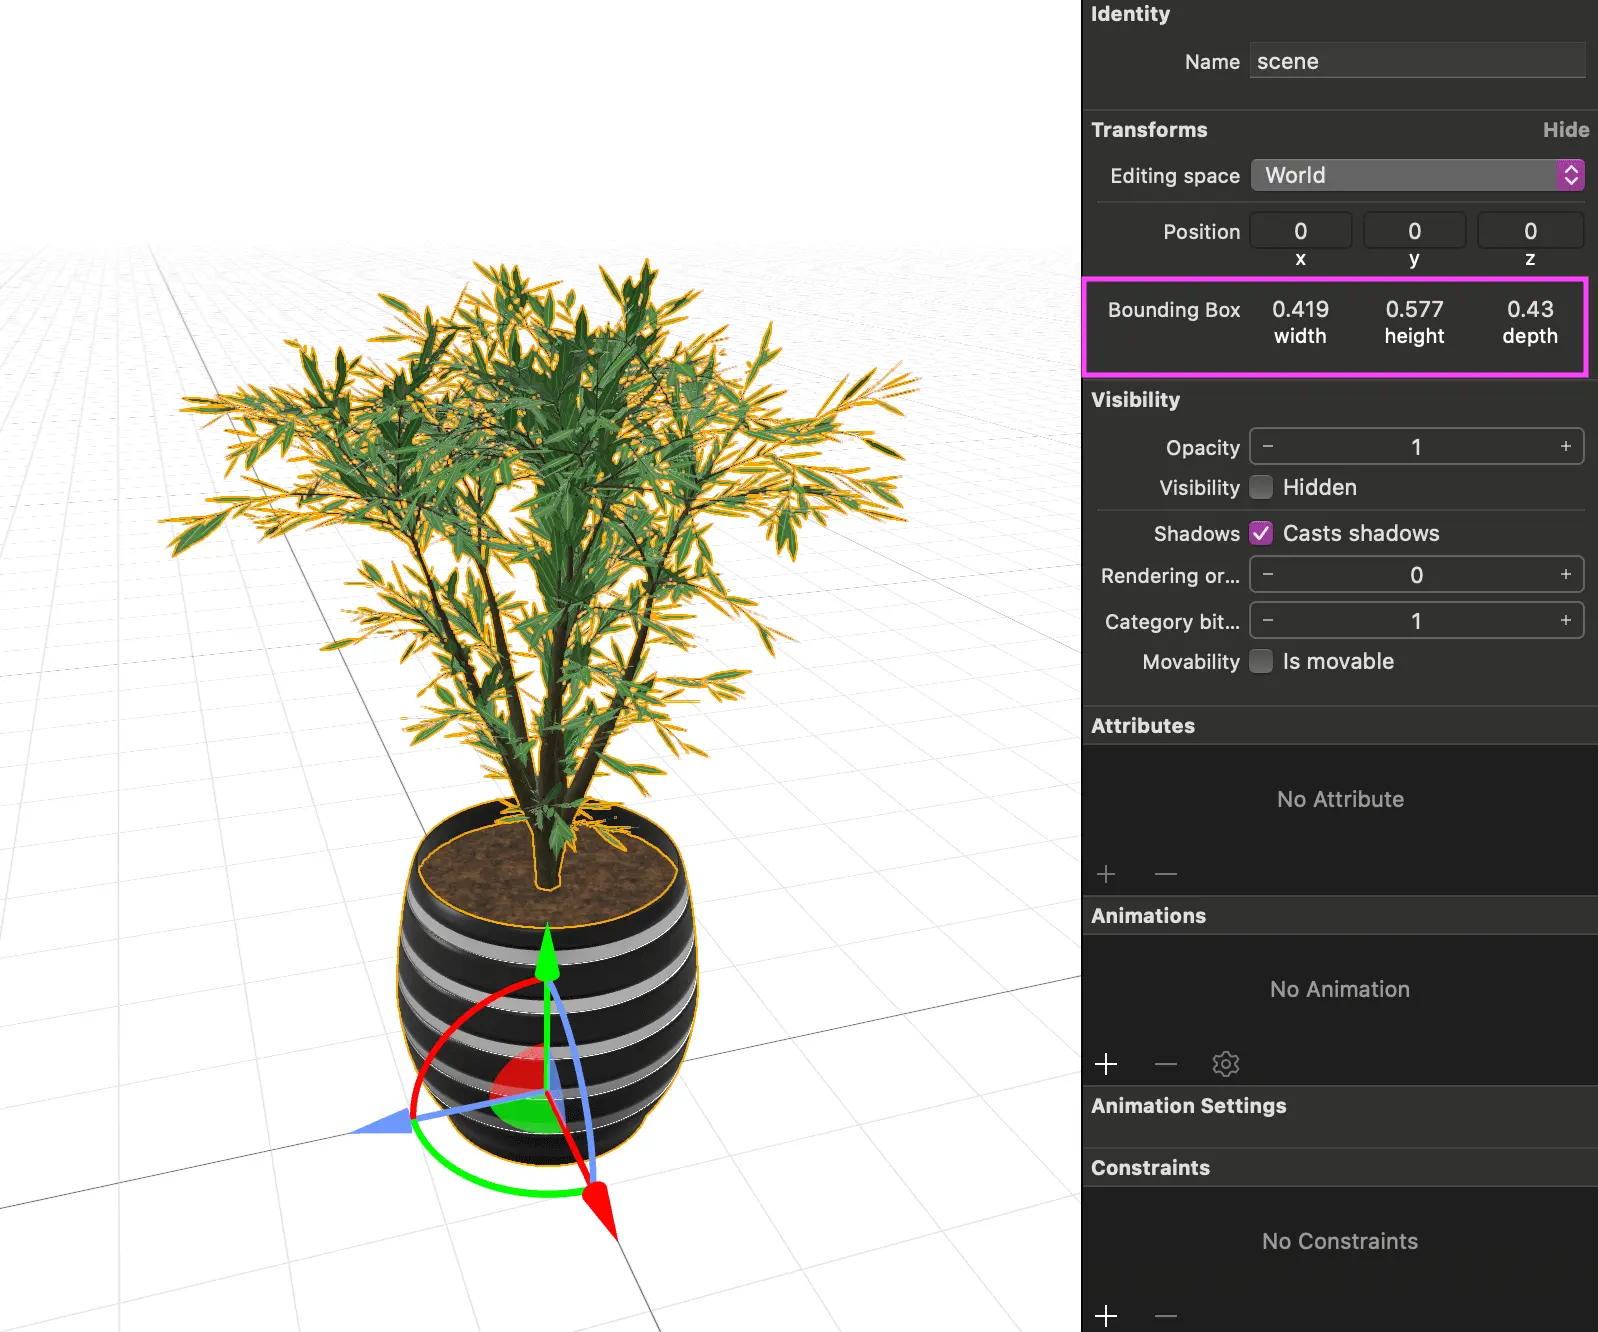 Identity
Name scene
Transforms Hide
Editing space World
Position 0 0 0
x y z
Bounding Box 0.419 0.577 0.43
width height depth
Visibility
Opacity − 1 +
Visibility Hidden
Shadows Casts shadows
Rendering or... − 0 +
Category bit... − 1 +
Movability Is movable
Attributes
No Attribute
Animations
No Animation
Animation Settings
Constraints
No Constraints